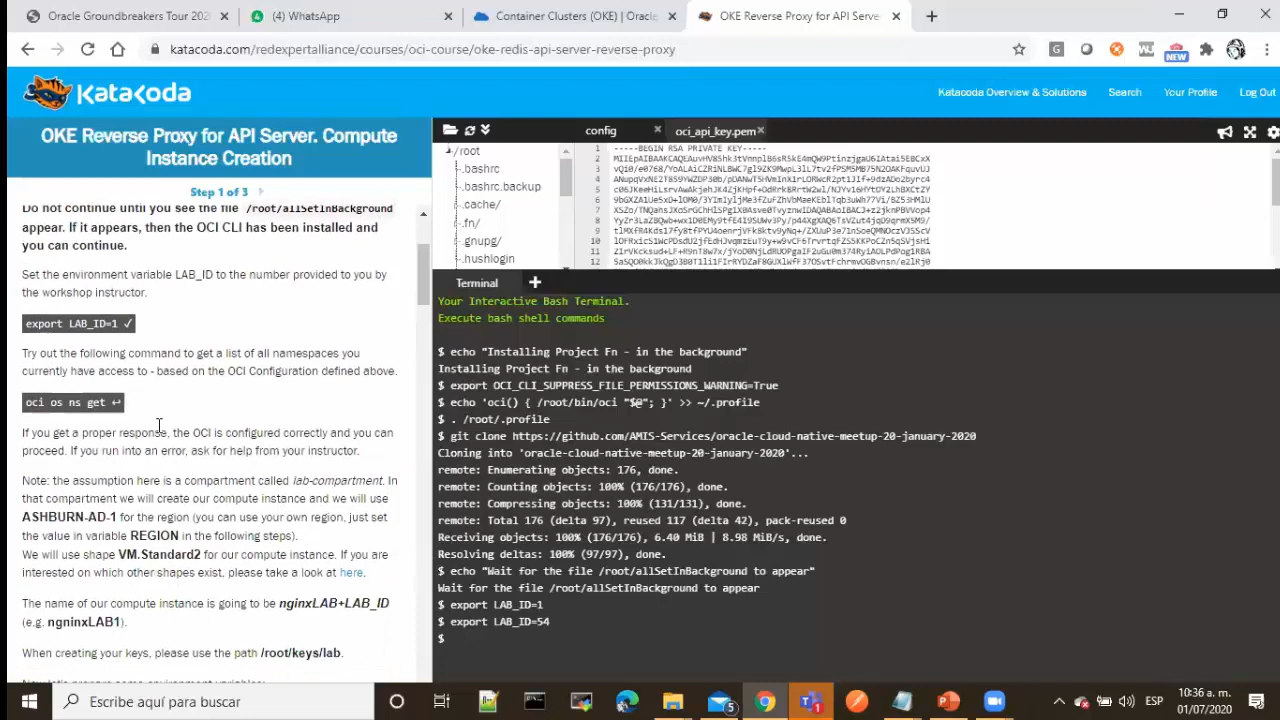 Oracle Groundbreakers Tour 202
(4) WhatsApp
Container Clusters (OKE) | Oracle
OKE Reverse Proxy for API Server
katacoda.com/redexpertalliance/courses/oci-course/oke-redis-api-server-reverse-proxy
NEW
KataKoda
Katacoda Overview & Solutions
Search
Your Profile
Log Out
OKE Reverse Proxy for API Server. Compute
Instance Creation
Step 1 of 3
Do not continue until you see the file /root/allSetInBackground
appear. If it appears, then the OCI CLI has been installed and
you can continue.
Set the environment variable LAB_ID to the number provided to you by
the workshop instructor.
export LAB_ID=1 ✓
Try out the following command to get a list of all namespaces you
currently have access to - based on the OCI Configuration defined above.
oci os ns get ↩
If you get a proper response, the OCI is configured correctly and you can
proceed. If you run into an error, ask for help from your instructor.
Note: the assumption here is a compartment called lab-compartment. In
that compartment we will create our compute instance and we will use
ASHBURN-AD-1 for the region (you can use your own region, just set
the value in variable REGION in the following steps).
We will use shape VM.Standard2 for our compute instance. If you are
interested on which other shapes exist, please take a look at here.
The name of our compute instance is going to be nginxLAB+LAB_ID
(e.g. ngninxLAB1).
When creating your keys, please use the path /root/keys/lab.
config
oci_api_key.pem
/root
.bashrc
.bashrc.backup
.cache/
.fn/
.gnupg/
.hushlogin
1 -----BEGIN RSA PRIVATE KEY-----
2
3
4
5
6
7
8
9
10
11
12
Terminal
Your Interactive Bash Terminal.
Execute bash shell commands
$ echo "Installing Project Fn - in the background"
Installing Project Fn - in the background
$ export OCI_CLI_SUPPRESS_FILE_PERMISSIONS_WARNING=True
$ echo 'oci() { /root/bin/oci "$@"; }' >> ~/.profile
$ . /root/.profile
$ git clone https://github.com/AMIS-Services/oracle-cloud-native-meetup-20-january-2020
Cloning into 'oracle-cloud-native-meetup-20-january-2020'...
remote: Enumerating objects: 176, done.
remote: Counting objects: 100% (176/176), done.
remote: Compressing objects: 100% (131/131), done.
remote: Total 176 (delta 97), reused 117 (delta 42), pack-reused 0
Receiving objects: 100% (176/176), 6.40 MiB | 8.98 MiB/s, done.
Resolving deltas: 100% (97/97), done.
$ echo "Wait for the file /root/allSetInBackground to appear"
Wait for the file /root/allSetInBackground to appear
$ export LAB_ID=1
$ export LAB_ID=54
$
Escribe aquí para buscar
5
1
ESP
10:36 a. m.
01/07/2020